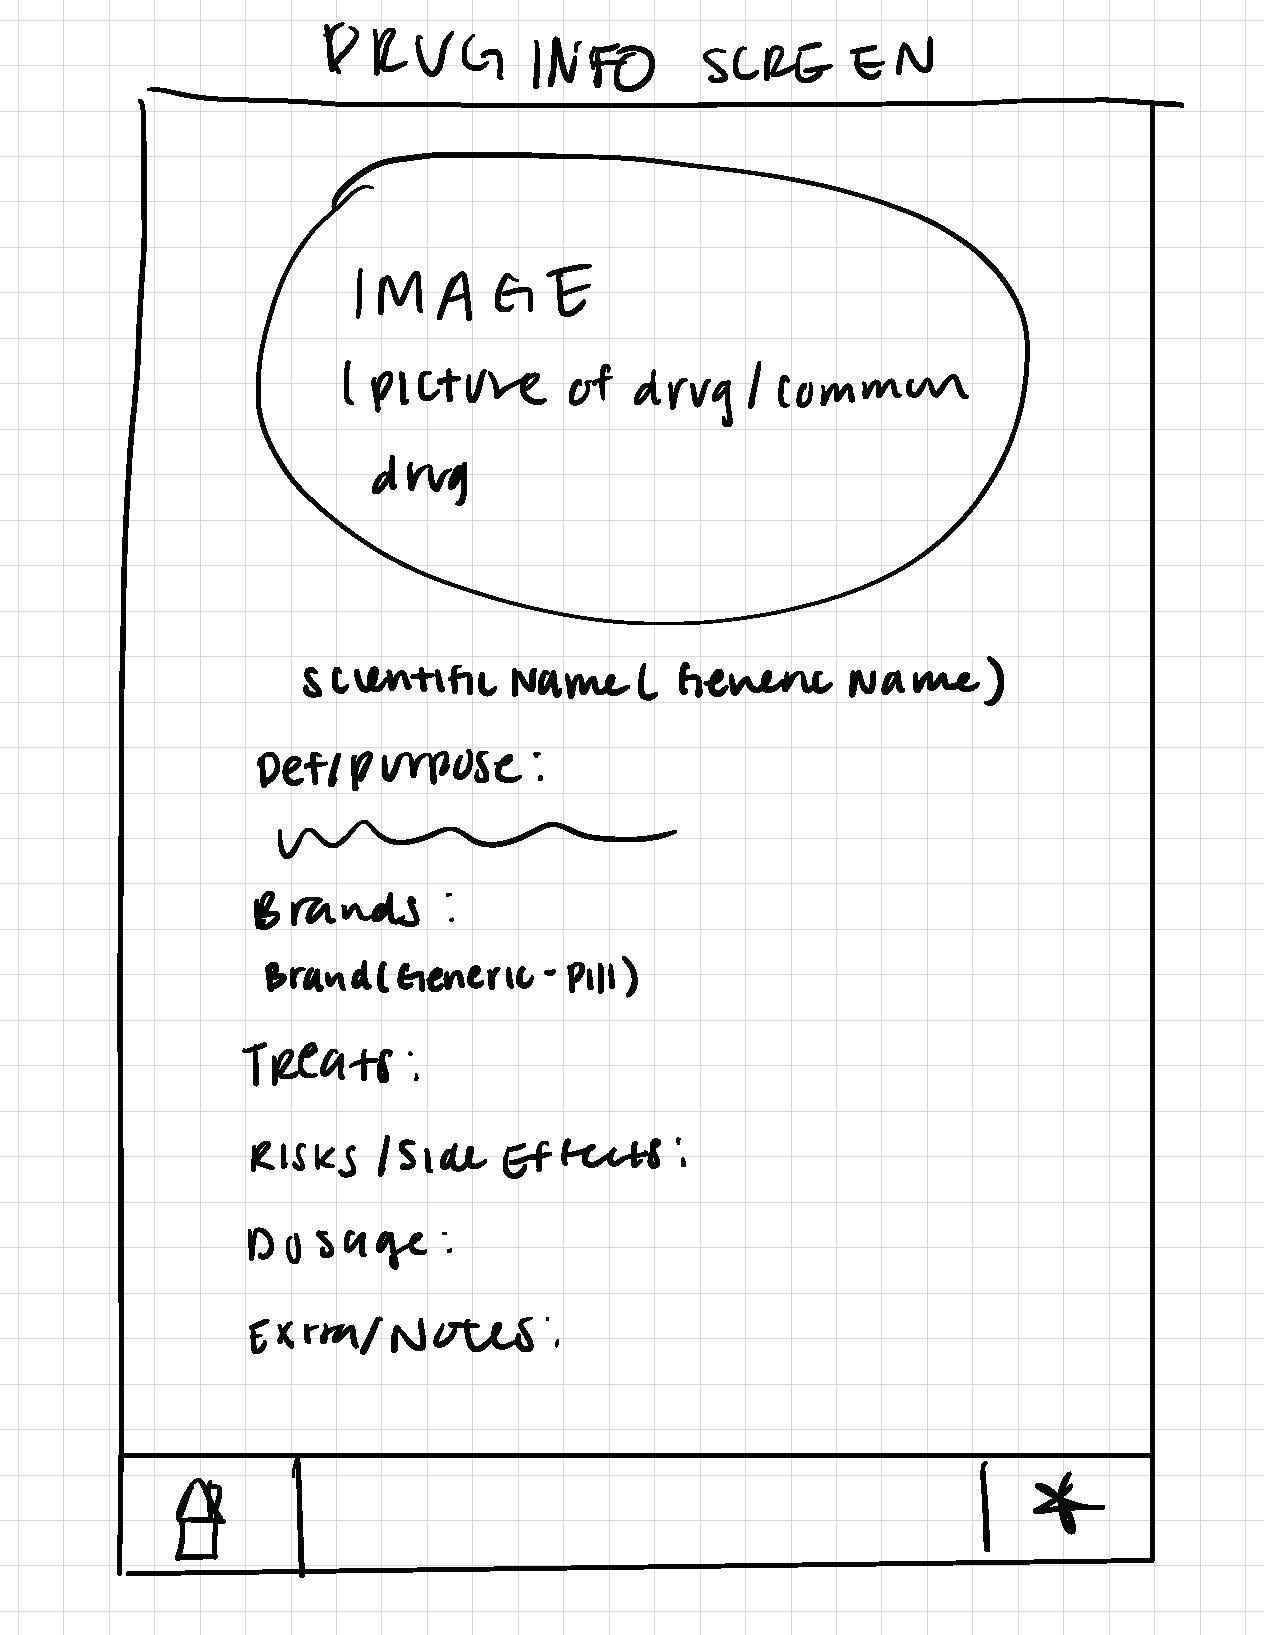 DRUG INFO SCREEN
IMAGE
(picture of drug/common
drug
Scientific Name (Generic Name)
Def/purpose:
Brands:
Brand(Generic-Pill)
Treats:
Risks/Side Effects:
Dosage:
Extra/Notes: